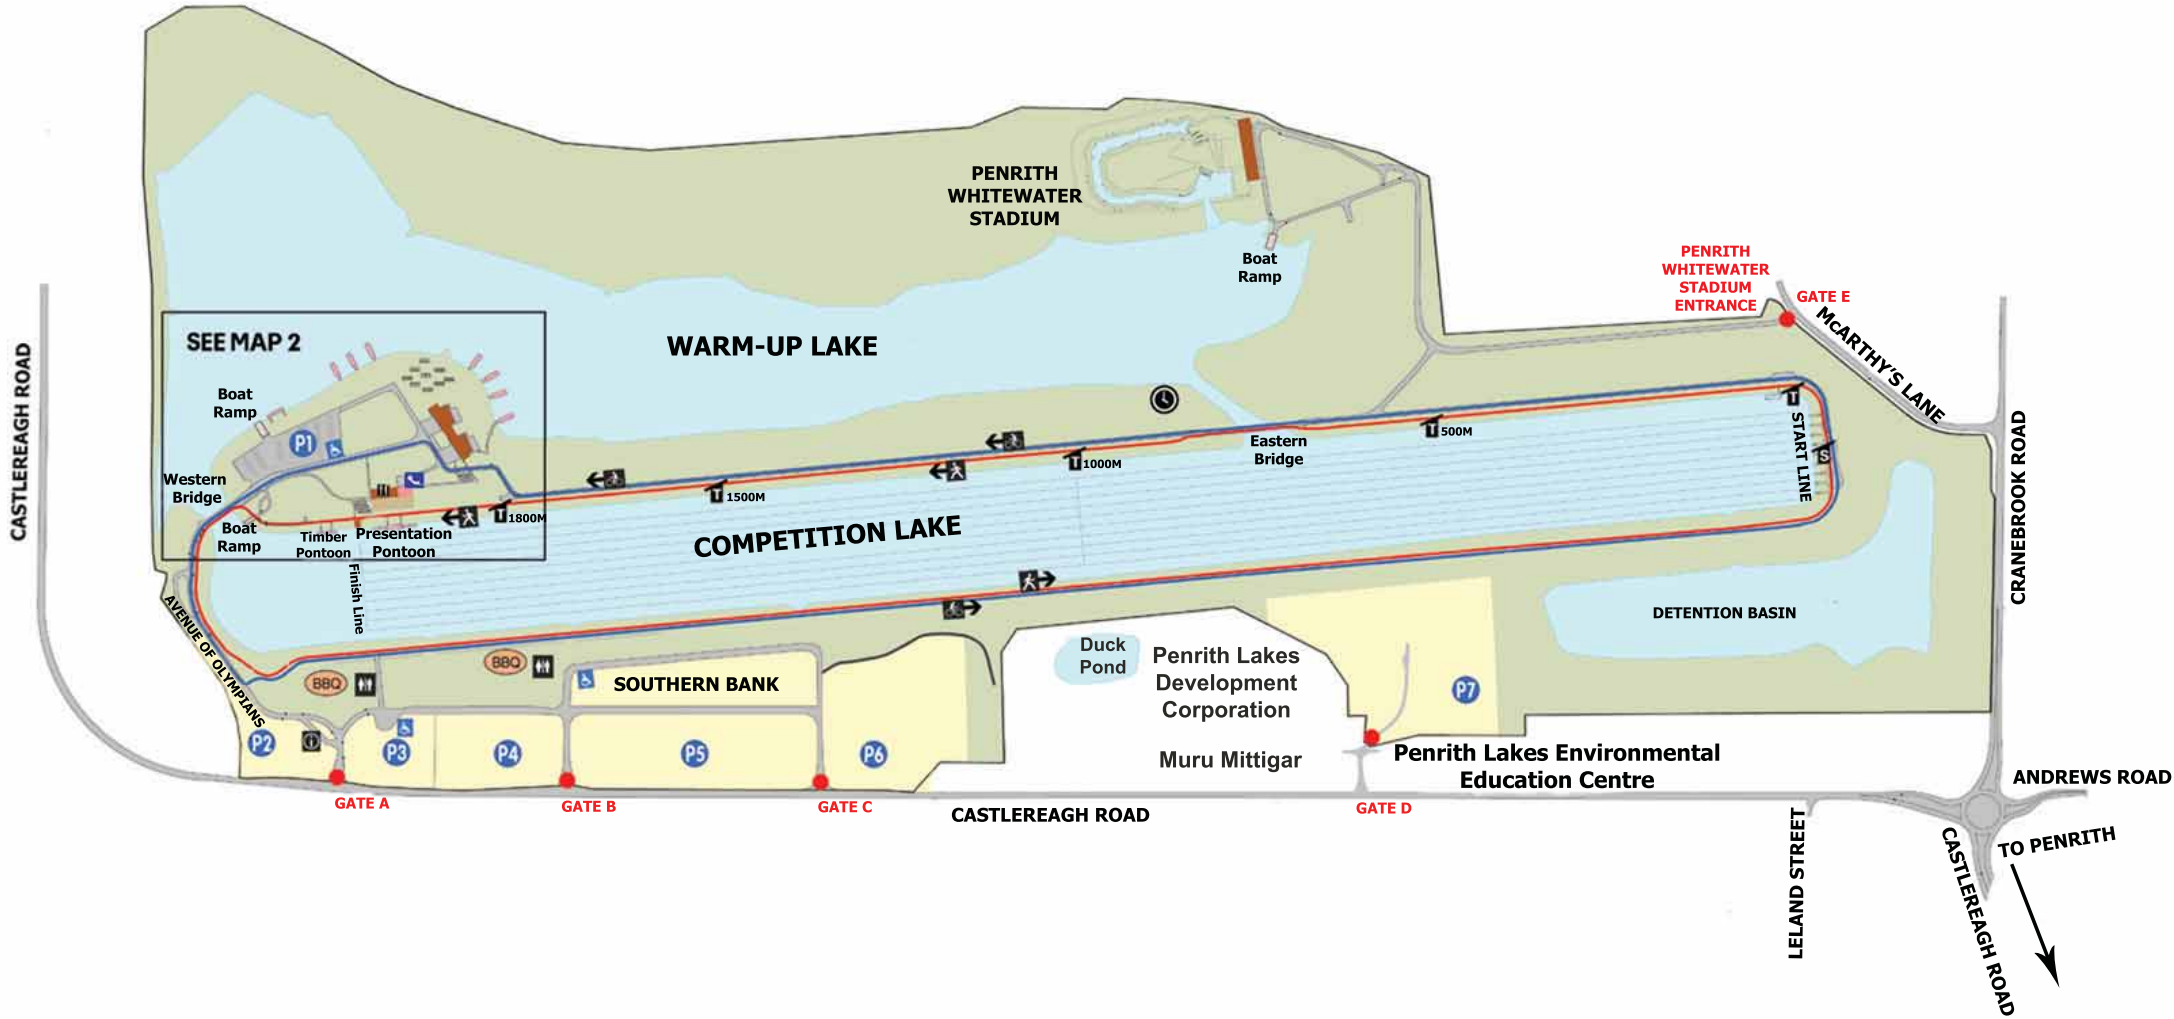 PENRITH
WHITEWATER
STADIUM
Boat
Ramp
PENRITH
WHITEWATER
STADIUM
ENTRANCE
GATE E
McARTHY'S LANE
CASTLEREAGH ROAD
SEE MAP 2
WARM-UP LAKE
Boat
Ramp
P1
Western
Bridge
Boat
Ramp
Timber
Pontoon
Presentation
Pontoon
Finish Line
T 1800M
T 1500M
T 1000M
Eastern
Bridge
T 500M
T
START LINE
S
CRANEBROOK ROAD
COMPETITION LAKE
DETENTION BASIN
AVENUE OF OLYMPIANS
BBQ
BBQ
SOUTHERN BANK
Duck
Pond
Penrith Lakes
Development
Corporation
Muru Mittigar
P2
P3
P4
P5
P6
P7
Penrith Lakes Environmental
Education Centre
GATE A
GATE B
GATE C
CASTLEREAGH ROAD
GATE D
LELAND STREET
ANDREWS ROAD
TO PENRITH
CASTLEREAGH ROAD